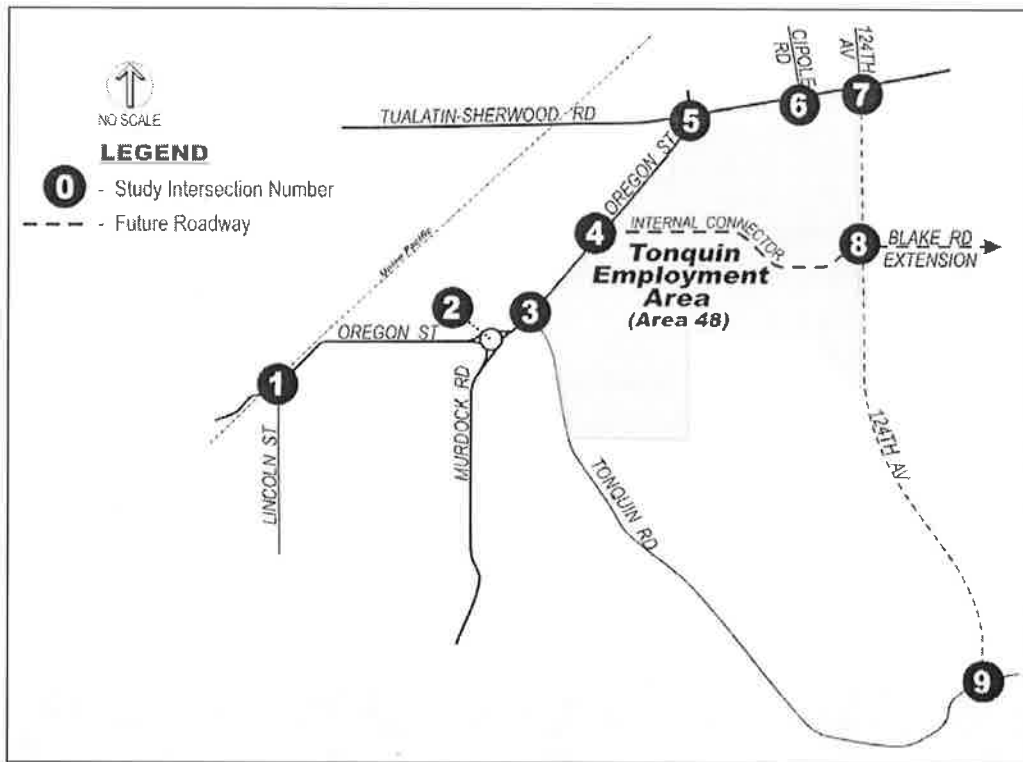 124TH
AV
CIPOLE
RD
7
6
5
NO SCALE
TUALATIN-SHERWOOD. RD
LEGEND
0 - Study Intersection Number
- Future Roadway
OREGON ST
4
INTERNAL CONNECTOR
Tonquin
Employment
Area
(Area 48)
8
BLAKE RD
EXTENSION
Metro Pacific
2
3
OREGON ST
1
LINCOLN ST
MURDOCK RD
TONQUIN RD
124TH AV
9